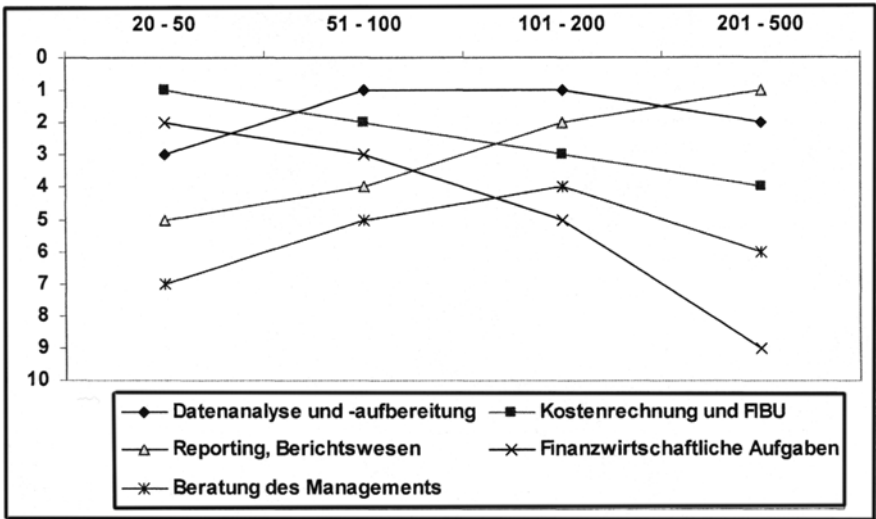 20 - 50 51 - 100 101 - 200 201 - 500
0
1
2
3
4
5
6
7
8
9
10
Datenanalyse und -aufbereitung Kostenrechnung und FIBU
Reporting, Berichtswesen Finanzwirtschaftliche Aufgaben
Beratung des Managements